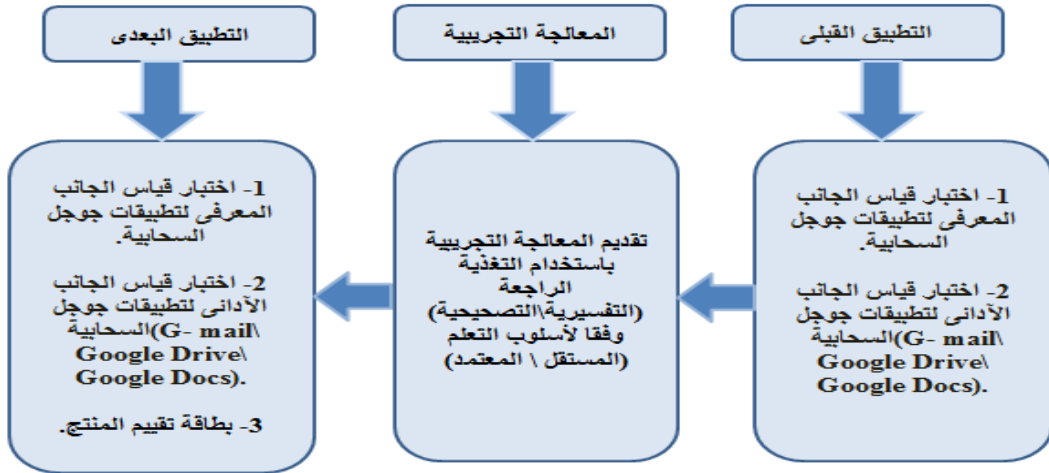 التطبيق القبلى
المعالجة التجريبية
التطبيق البعدى
1- اختبار قياس الجانب
المعرفى لتطبيقات جوجل
السحابية.
2- اختبار قياس الجانب
الآدائى لتطبيقات جوجل
السحابية(G- mail\
Google Drive\
Google Docs).
تقديم المعالجة التجريبية
باستخدام التغذية
الراجعة
(التفسيرية\التصحيحية)
وفقا لأسلوب التعلم
(المستقل \ المعتمد)
1- اختبار قياس الجانب
المعرفى لتطبيقات جوجل
السحابية.
2- اختبار قياس الجانب
الآدائى لتطبيقات جوجل
السحابية(G- mail\
Google Drive\
Google Docs).
3- بطاقة تقييم المنتج.